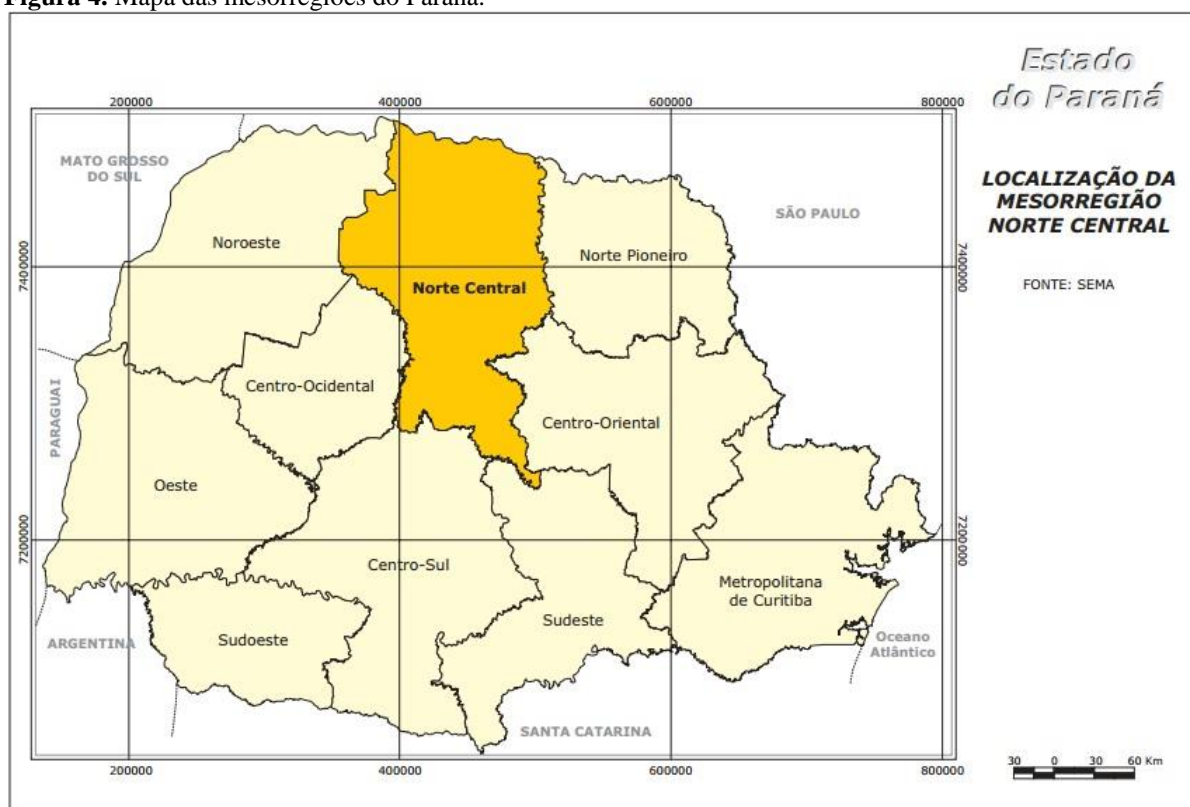 Figura 4. Mapa das mesorregiões do Paraná.
Estado
do Paraná
LOCALIZAÇÃO DA
MESORREGIÃO
NORTE CENTRAL
FONTE: SEMA
200000
400000
600000
800000
MATO GROSSO
DO SUL
SÃO PAULO
Noroeste
Norte Pioneiro
7400000
7400000
Norte Central
Centro-Ocidental
PARAGUAI
Centro-Oriental
Oeste
7200000
7200000
Centro-Sul
Metropolitana
de Curitiba
Sudoeste
Sudeste
ARGENTINA
Oceano
Atlântico
SANTA CATARINA
200000
400000
600000
800000
30 0 30 60 Km